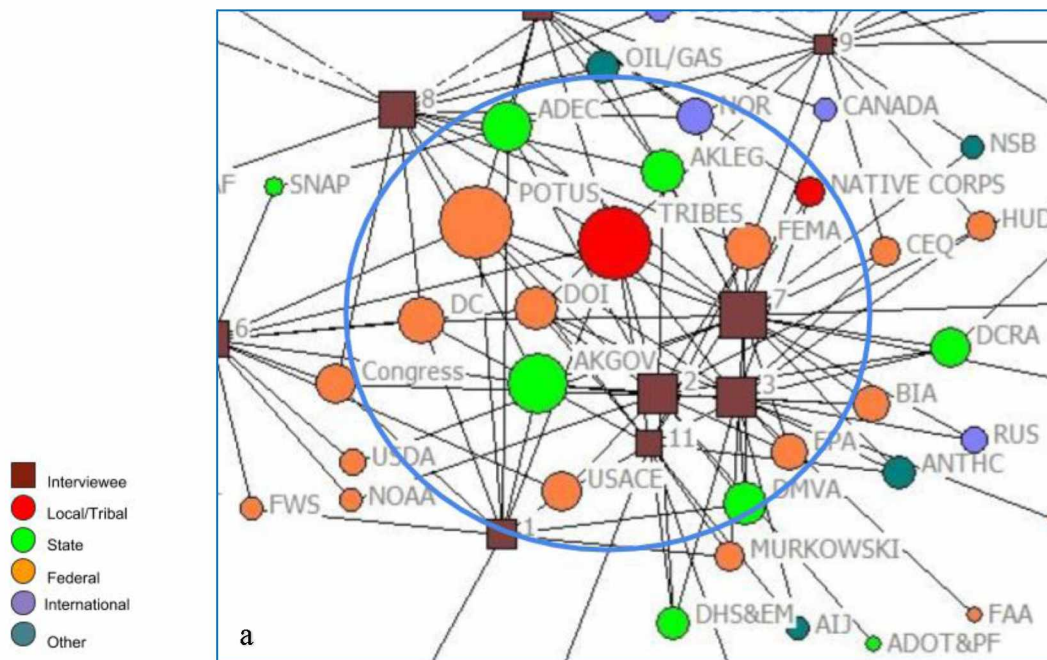 9
OIL/GAS
8
NOR
CANADA
ADEC
NSB
AKLEG
SNAP
POTUS
NATIVE CORPS
TRIBES
HUD
FEMA
CEQ
DOI
7
DC
6
DCRA
AKGOV
Congress
2
3
BIA
11
EPA
RUS
USDA
ANTHC
USACE
NOAA
DMVA
FWS
1
MURKOWSKI
DHS&EM
AIJ
FAA
ADOT&PF
a
Interviewee
Local/Tribal
State
Federal
International
Other